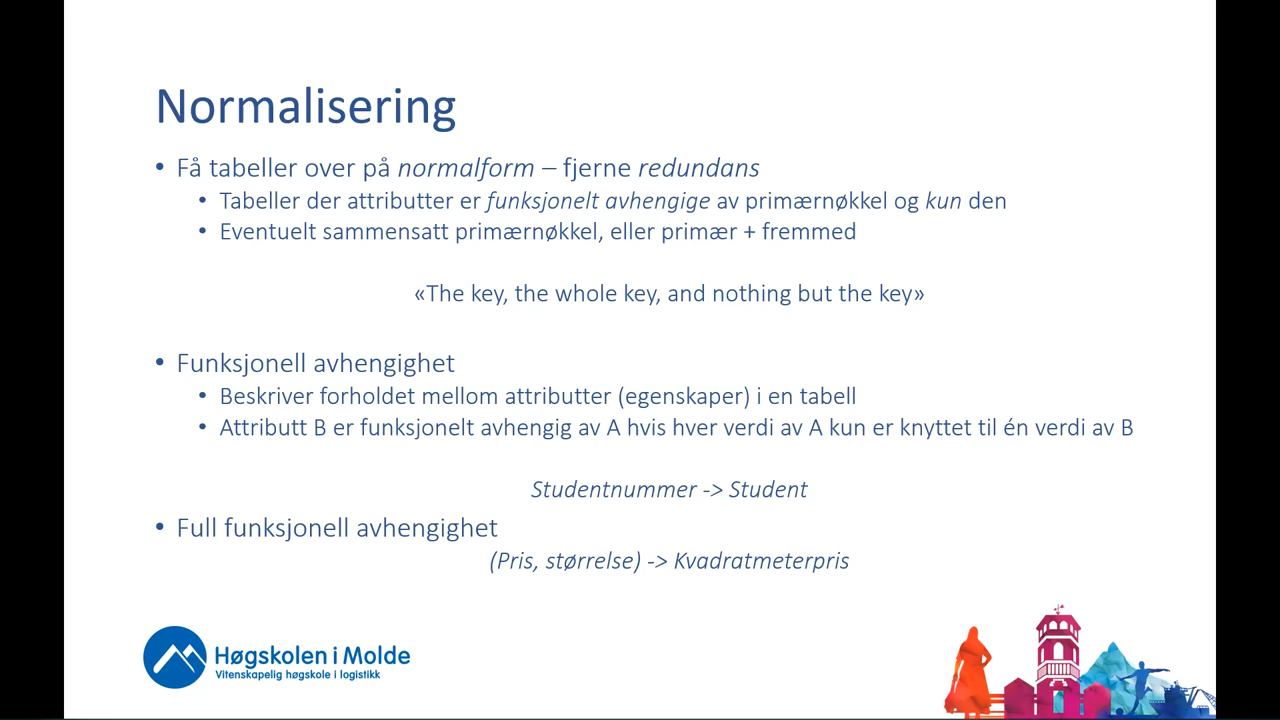 Normalisering
• Få tabeller over på normalform – fjerne redundans
• Tabeller der attributter er funksjonelt avhengige av primærnøkkel og kun den
• Eventuelt sammensatt primærnøkkel, eller primær + fremmed
«The key, the whole key, and nothing but the key»
• Funksjonell avhengighet
• Beskriver forholdet mellom attributter (egenskaper) i en tabell
• Attributt B er funksjonelt avhengig av A hvis hver verdi av A kun er knyttet til én verdi av B
Studentnummer -> Student
• Full funksjonell avhengighet
(Pris, størrelse) -> Kvadratmeterpris
Høgskolen i Molde
Vitenskapelig høgskole i logistikk